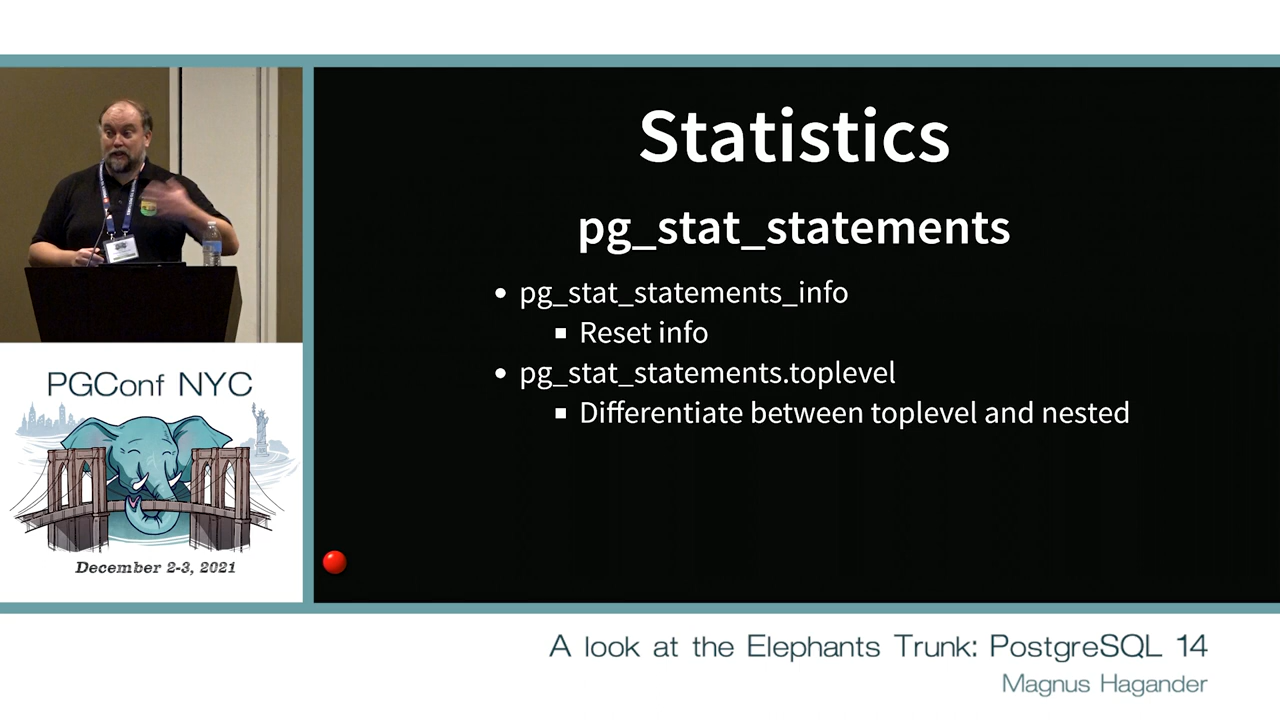 Statistics
pg_stat_statements
pg_stat_statements_info
Reset info
pg_stat_statements.toplevel
Differentiate between toplevel and nested
PGConf NYC
December 2-3, 2021
A look at the Elephants Trunk: PostgreSQL 14
Magnus Hagander